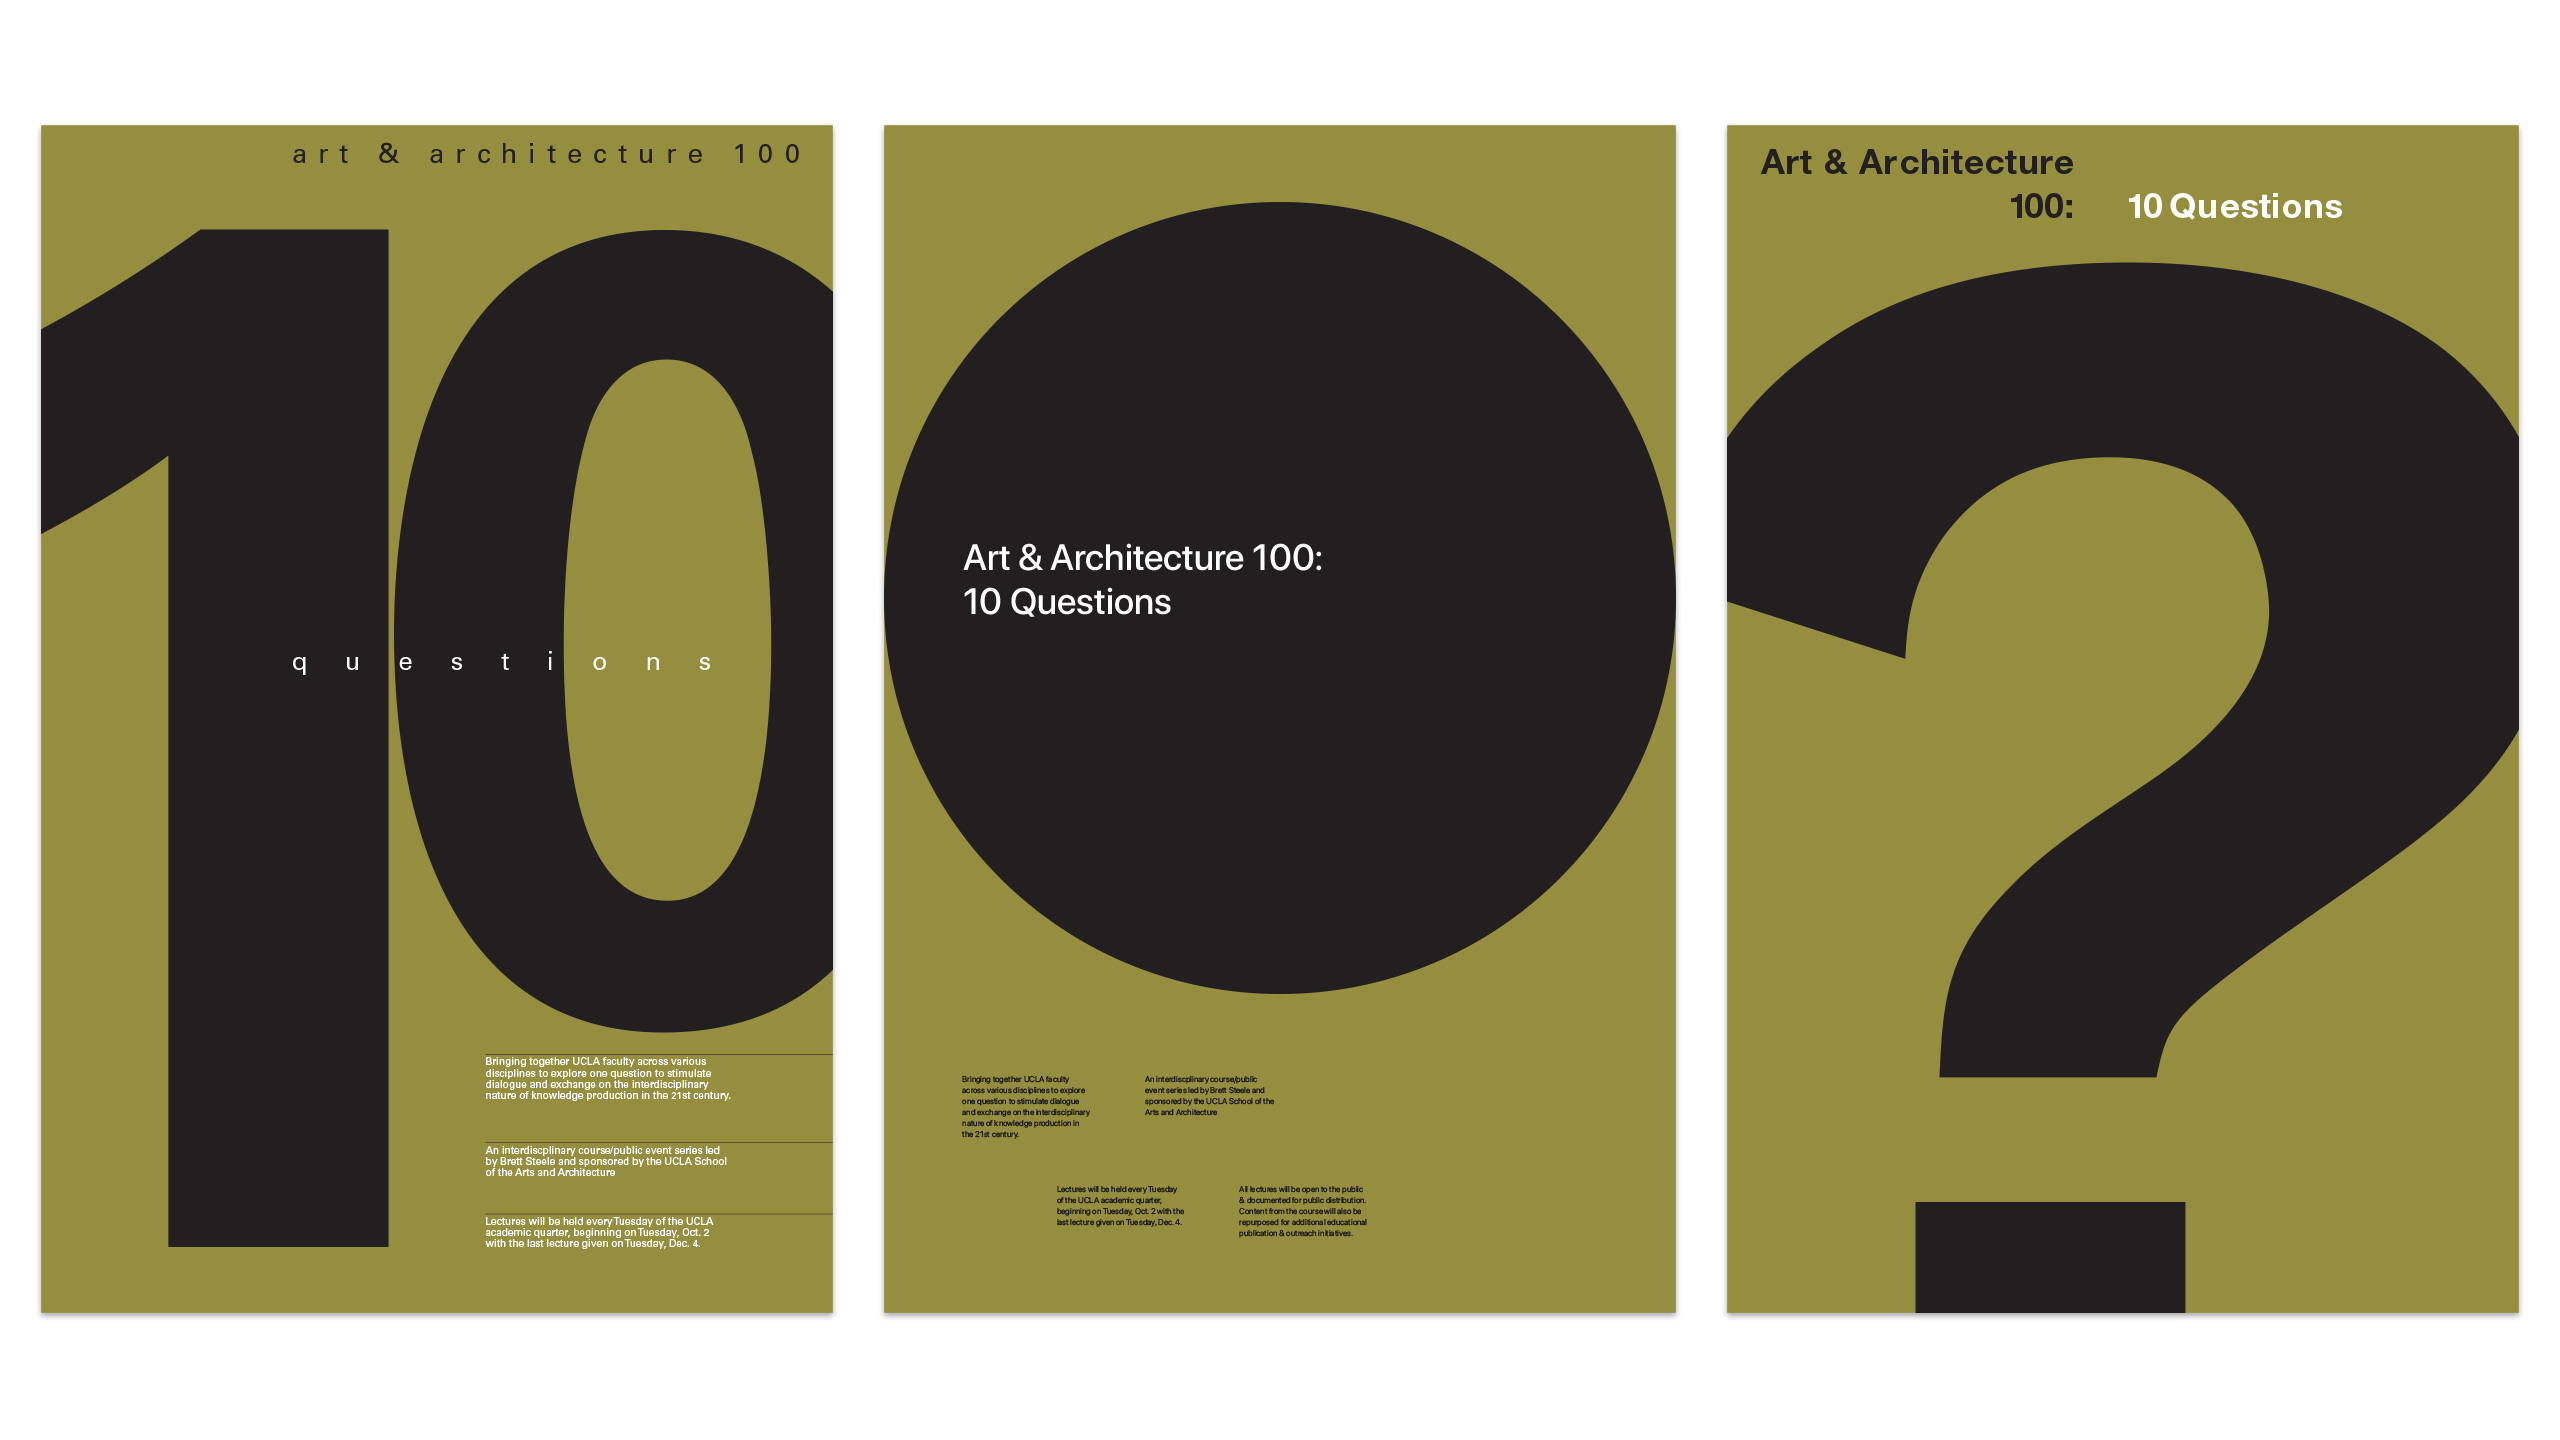 art & architecture 100
10
questions
Bringing together UCLA faculty across various
disciplines to explore one question to stimulate
dialogue and exchange on the interdisciplinary
nature of knowledge production in the 21st century.
An interdiscplinary course/public event series led
by Brett Steele and sponsored by the UCLA School
of the Arts and Architecture
Lectures will be held every Tuesday of the UCLA
academic quarter, beginning on Tuesday, Oct. 2
with the last lecture given on Tuesday, Dec. 4.
Art & Architecture 100:
10 Questions
Bringing together UCLA faculty
across various disciplines to explore
one question to stimulate dialogue
and exchange on the interdisciplinary
nature of knowledge production in
the 21st century.
An interdiscplinary course/public
event series led by Brett Steele and
sponsored by the UCLA School of the
Arts and Architecture
Lectures will be held every Tuesday
of the UCLA academic quarter,
beginning on Tuesday, Oct. 2 with the
last lecture given on Tuesday, Dec. 4.
All lectures will be open to the public
& documented for public distribution.
Content from the course will also be
repurposed for additional educational
publication & outreach initiatives.
Art & Architecture
100: 10 Questions
?